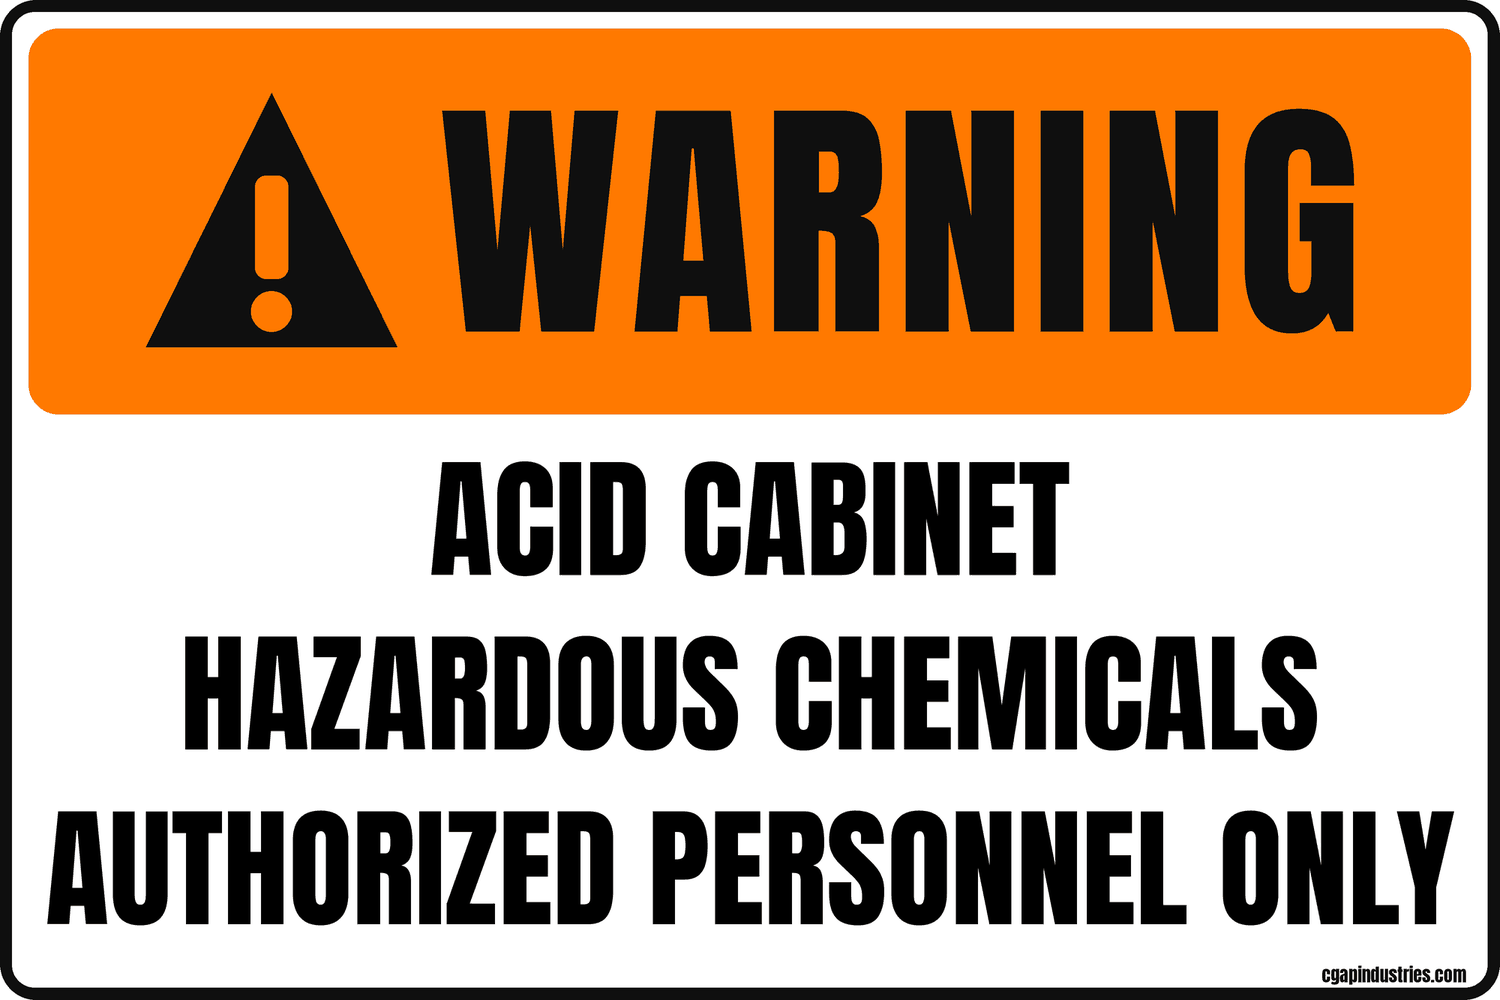 WARNING
ACID CABINET
HAZARDOUS CHEMICALS
AUTHORIZED PERSONNEL ONLY
cgapindustries.com